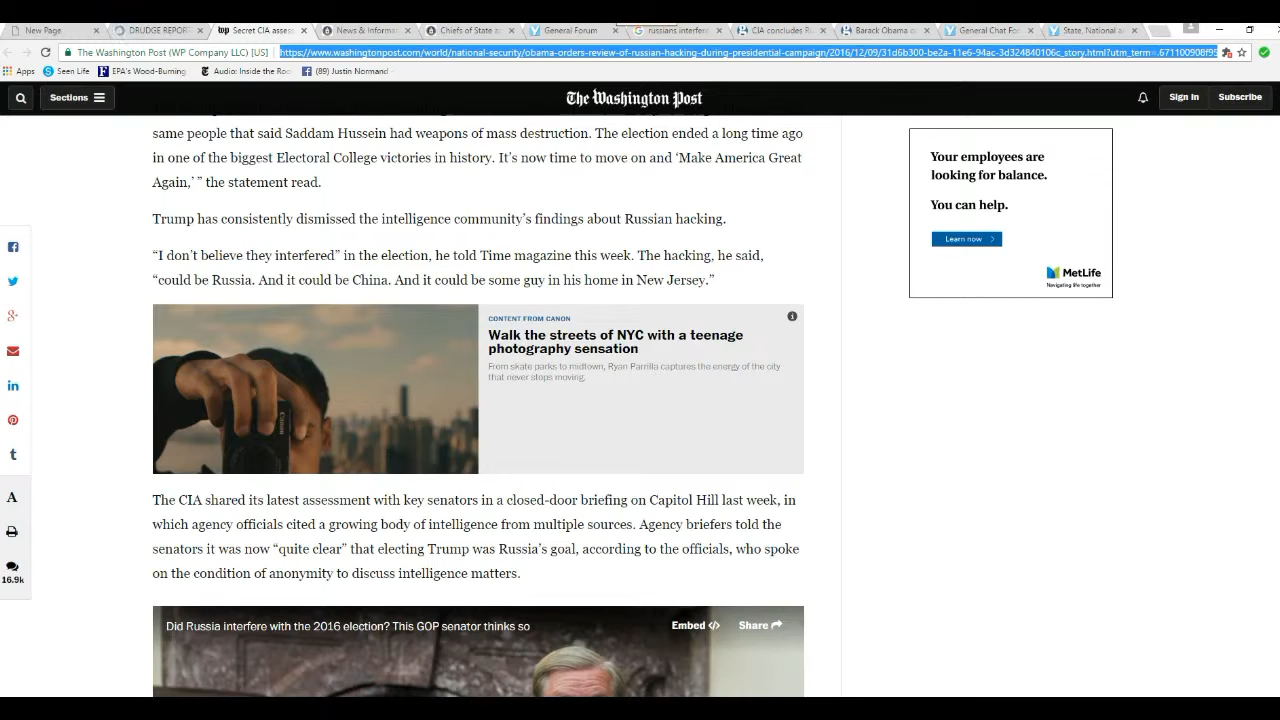 New Page
DRUDGE REPOR
Secret CIA assess
News & Informa
Chiefs of State a
General Forum
russians interfere
CIA concludes R
Barack Obama o
General Chat For
State, National a
The Washington Post (WP Company LLC) [US]
https://www.washingtonpost.com/world/national-security/obama-orders-review-of-russian-hacking-during-presidential-campaign/2016/12/09/31d6b300-be2a-11e6-94ac-3d324840106c_story.html?utm_term=.671100908f95
Apps
Seen Life
EPA's Wood-Burning
Audio: Inside the Roo
(89) Justin Normand -
Sections
The Washington Post
Sign In
Subscribe
same people that said Saddam Hussein had weapons of mass destruction. The election ended a long time ago
in one of the biggest Electoral College victories in history. It’s now time to move on and ‘Make America Great
Again,’ ” the statement read.
Trump has consistently dismissed the intelligence community’s findings about Russian hacking.
“I don’t believe they interfered” in the election, he told Time magazine this week. The hacking, he said,
“could be Russia. And it could be China. And it could be some guy in his home in New Jersey.”
CONTENT FROM CANON
Walk the streets of NYC with a teenage
photography sensation
From skate parks to midtown, Ryan Parrilla captures the energy of the city
that never stops moving.
Canon
The CIA shared its latest assessment with key senators in a closed-door briefing on Capitol Hill last week, in
which agency officials cited a growing body of intelligence from multiple sources. Agency briefers told the
senators it was now “quite clear” that electing Trump was Russia’s goal, according to the officials, who spoke
on the condition of anonymity to discuss intelligence matters.
Did Russia interfere with the 2016 election? This GOP senator thinks so
Embed
Share
A
16.9k
Your employees are
looking for balance.
You can help.
Learn now
MetLife
Navigating life together